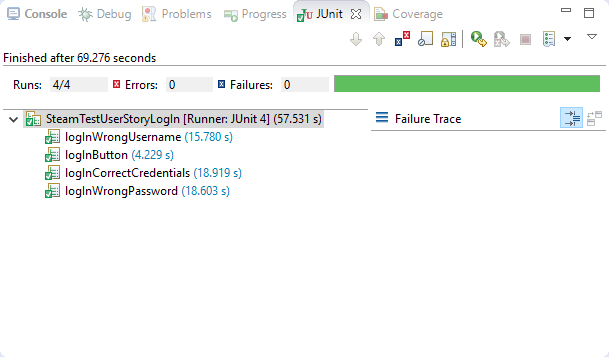 Console Debug Problems Progress JUnit Coverage
Finished after 69.276 seconds
Runs: 4/4 Errors: 0 Failures: 0
SteamTestUserStoryLogIn [Runner: JUnit 4] (57.531 s)
Failure Trace
logInWrongUsername (15.780 s)
logInButton (4.229 s)
logInCorrectCredentials (18.919 s)
logInWrongPassword (18.603 s)